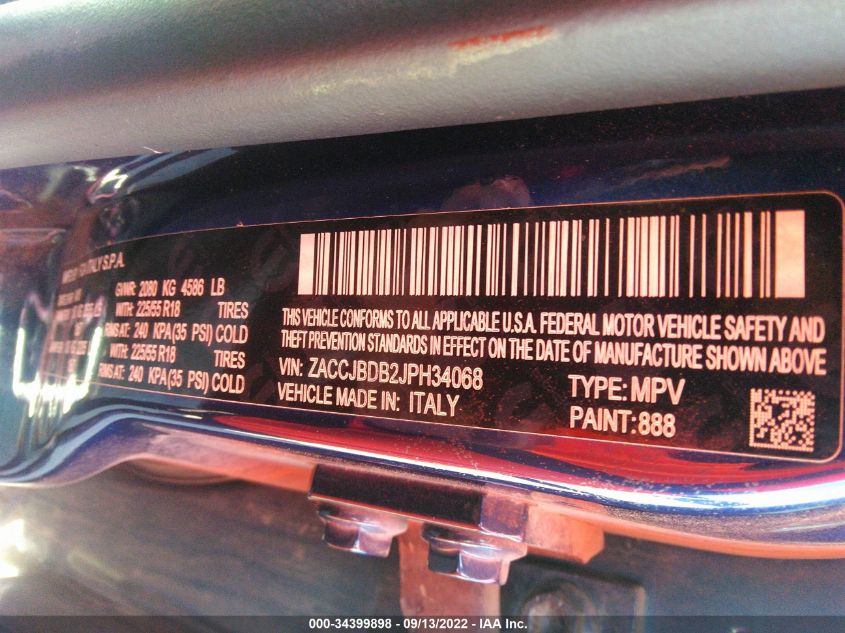 ITALY S.P.A.
GVWR: 2080 KG 4586 LB
WITH: 225/55 R18 TIRES
RIMS AT: 240 KPA(35 PSI) COLD
WITH: 225/55 R18 TIRES
RIMS AT: 240 KPA(35 PSI) COLD
THIS VEHICLE CONFORMS TO ALL APPLICABLE U.S.A. FEDERAL MOTOR VEHICLE SAFETY AND
THEFT PREVENTION STANDARDS IN EFFECT ON THE DATE OF MANUFACTURE SHOWN ABOVE
VIN: ZACCJBDB2JPH34068 TYPE: MPV
VEHICLE MADE IN: ITALY PAINT: 888
000-34399898 - 09/13/2022 - IAA Inc.